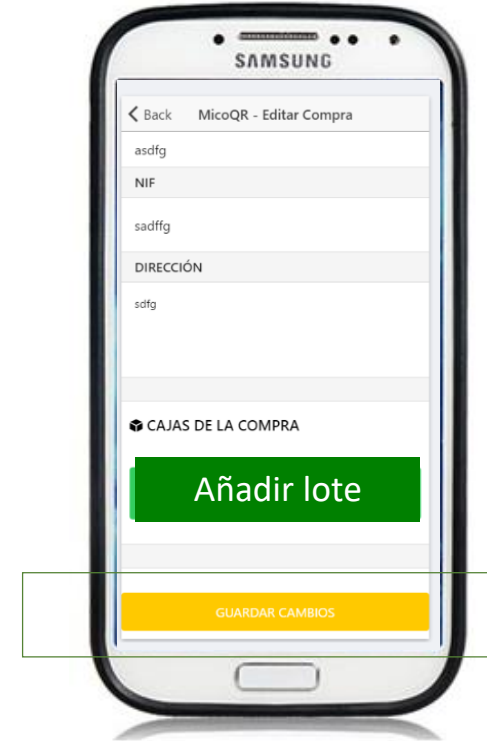 SAMSUNG
Back MicoQR - Editar Compra
asdfg
NIF
sadffg
DIRECCIÓN
sdfg
CAJAS DE LA COMPRA
Añadir lote
GUARDAR CAMBIOS